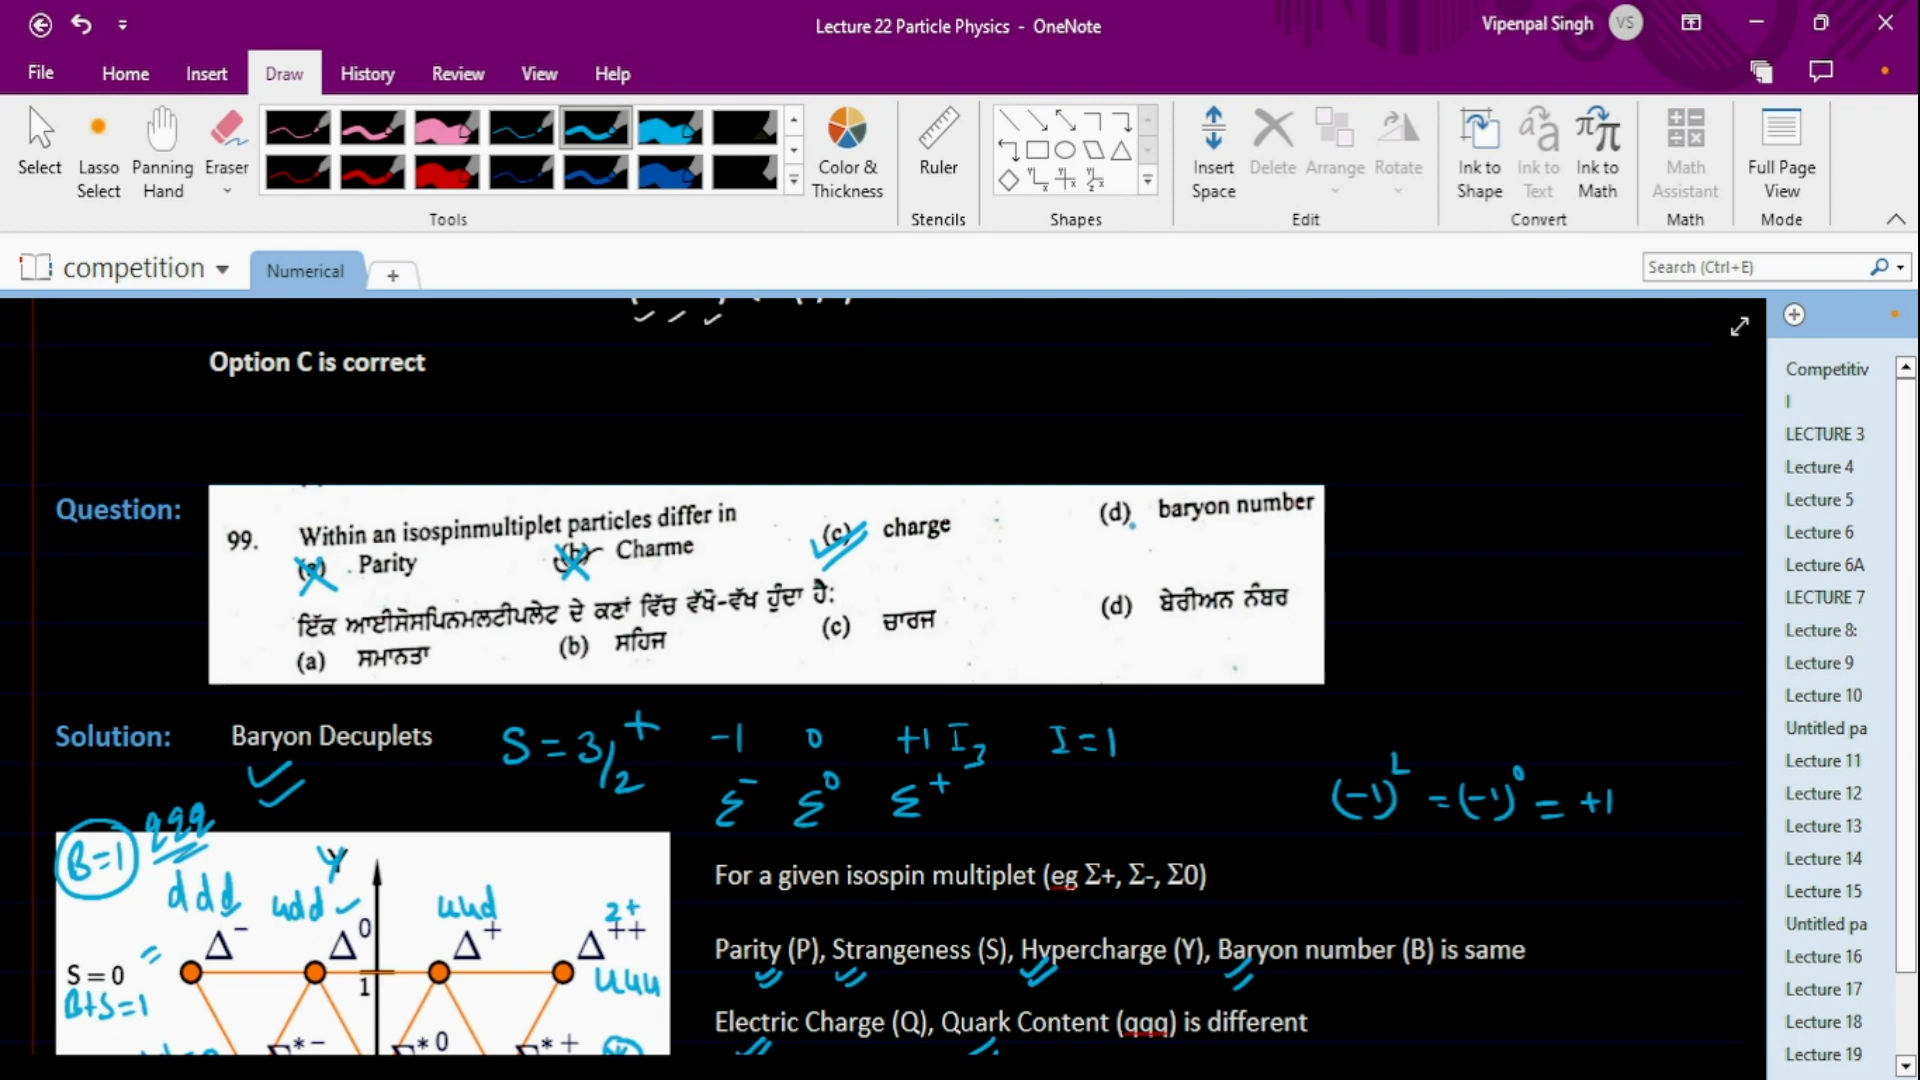 Lecture 22 Particle Physics - OneNote
Vipenpal Singh VS
File Home Insert Draw History Review View Help
Select Lasso Select Panning Hand Eraser Color & Thickness Ruler Insert Space Delete Arrange Rotate Ink to Shape Ink to Text Ink to Math Math Assistant Full Page View
Tools Stencils Shapes Edit Convert Math Mode
competition Numerical + Search (Ctrl+E)
Option C is correct
Question:
99. Within an isospinmultiplet particles differ in
(a) Parity (b) Charme (c) charge (d) baryon number
ਇੱਕ ਆਈਸੋਸਪਿਨਮਲਟੀਪਲੇਟ ਦੇ ਕਣਾਂ ਵਿੱਚ ਵੱਖੋ-ਵੱਖ ਹੁੰਦਾ ਹੈ:
(a) ਸਮਾਨਤਾ (b) ਸਹਿਜ (c) ਚਾਰਜ (d) ਬੇਰੀਅਨ ਨੰਬਰ
Solution: Baryon Decuplets S = 3/2 + -1 0 +1 I3 I = 1
Σ- Σ0 Σ+ (-1)^L = (-1)^0 = +1
B=1 qqq Y
ddd udd uud 2+
Δ- Δ0 Δ+ Δ++
S = 0 1 uuu
B+S=1
Σ*- Σ*0 Σ*+
For a given isospin multiplet (eg Σ+, Σ-, Σ0)
Parity (P), Strangeness (S), Hypercharge (Y), Baryon number (B) is same
Electric Charge (Q), Quark Content (qqq) is different
Competitiv
l
LECTURE 3
Lecture 4
Lecture 5
Lecture 6
Lecture 6A
LECTURE 7
Lecture 8:
Lecture 9
Lecture 10
Untitled pa
Lecture 11
Lecture 12
Lecture 13
Lecture 14
Lecture 15
Untitled pa
Lecture 16
Lecture 17
Lecture 18
Lecture 19